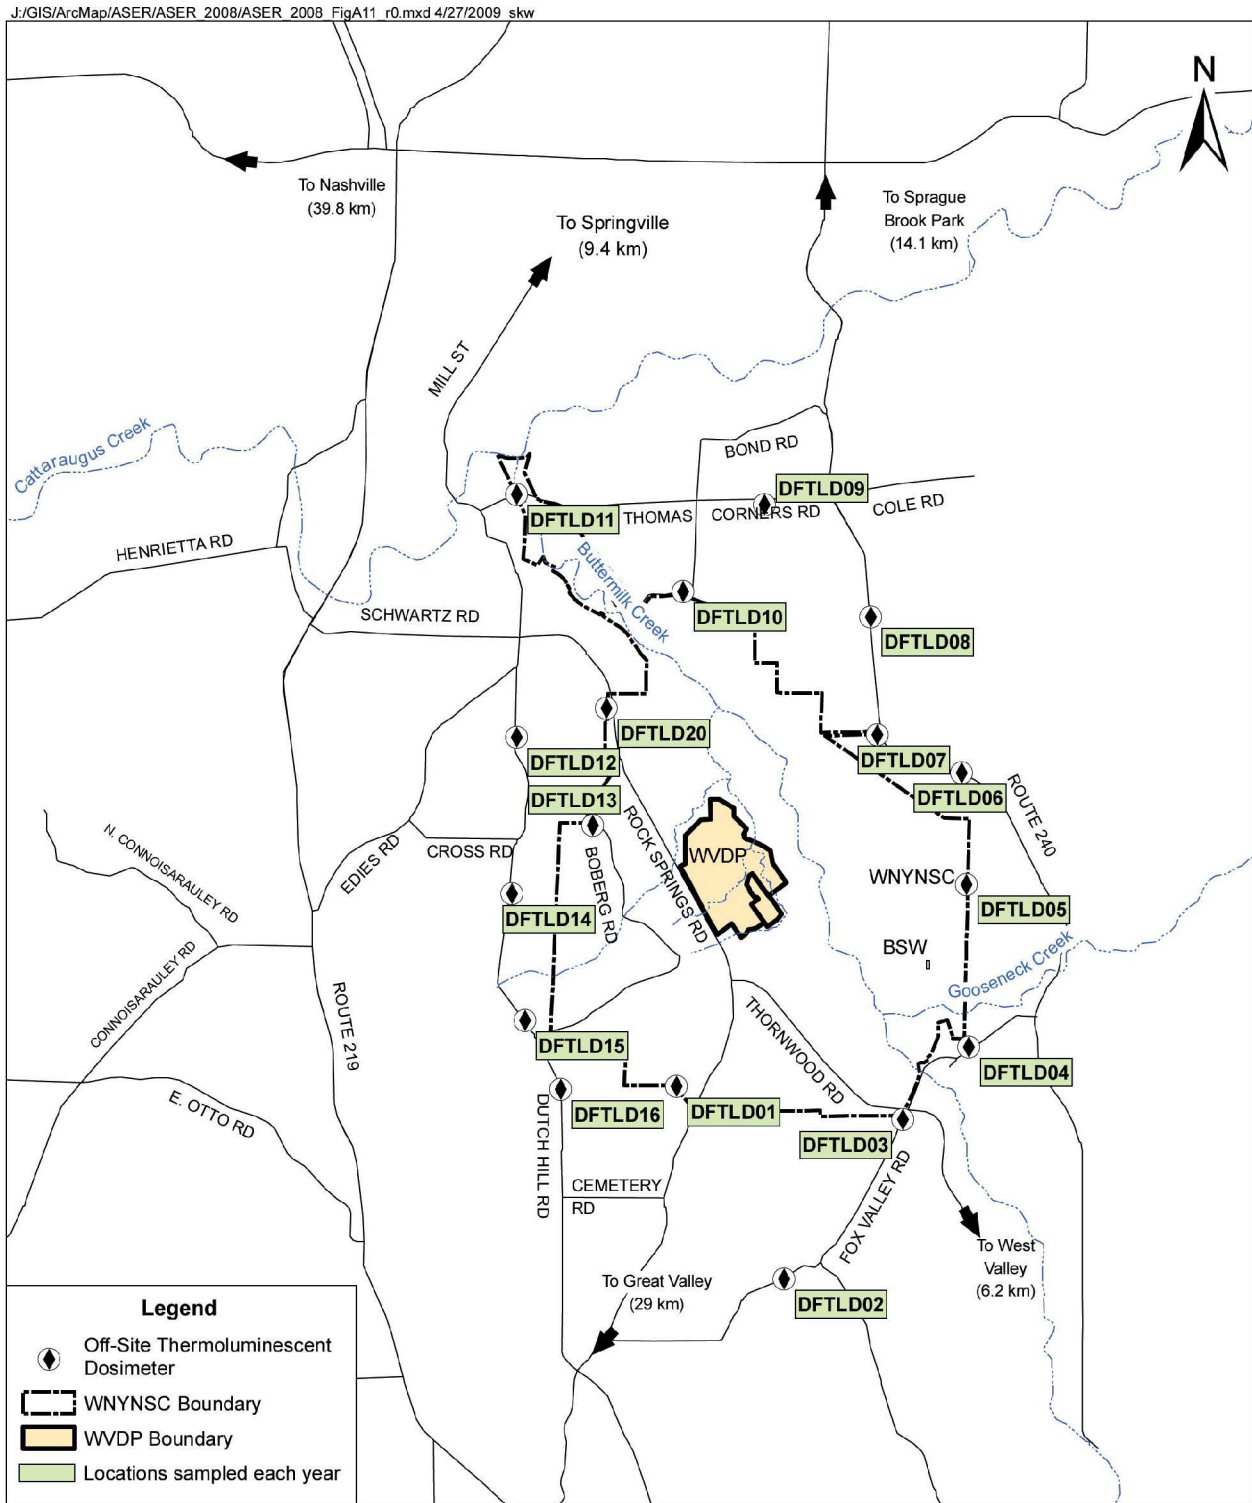 J:/GIS/ArcMap/ASER/ASER_2008/ASER_2008_FigA11_r0.mxd 4/27/2009_skw
N
To Nashville
(39.8 km)
To Springville
(9.4 km)
To Sprague
Brook Park
(14.1 km)
MILL ST
Cattaraugus Creek
BOND RD
DFTLD09
COLE RD
DFTLD11
THOMAS CORNERS RD
HENRIETTA RD
Buttermilk Creek
SCHWARTZ RD
DFTLD10
DFTLD08
DFTLD20
DFTLD12
DFTLD07
DFTLD13
DFTLD06
ROUTE 240
N. CONNOISARAULEY RD
EDIES RD
CROSS RD
BOBERG RD
ROCK SPRINGS RD
WVDP
WNYNSC
DFTLD14
DFTLD05
CONNOISARAULEY RD
BSW
Gooseneck Creek
ROUTE 219
THORNWOOD RD
DFTLD15
DFTLD04
E. OTTO RD
DUTCH HILL RD
DFTLD16
DFTLD01
DFTLD03
CEMETERY
RD
FOX VALLEY RD
To West
Valley
(6.2 km)
To Great Valley
(29 km)
DFTLD02
Legend
Off-Site Thermoluminescent
Dosimeter
WNYNSC Boundary
WVDP Boundary
Locations sampled each year